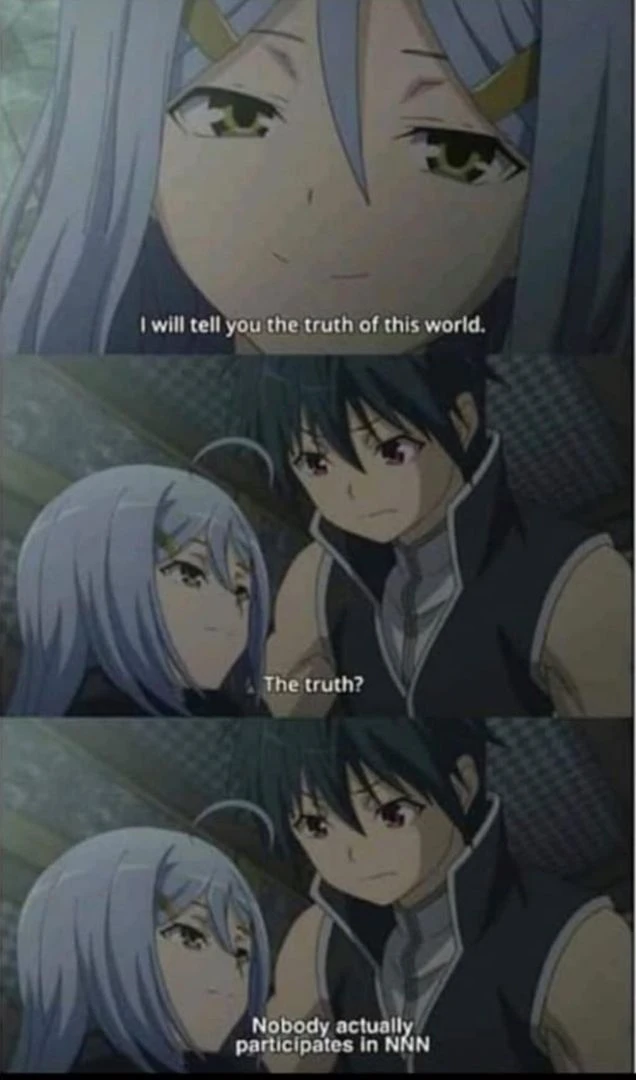 I will tell you the truth of this world.
The truth?
Nobody actually
participates in NNN